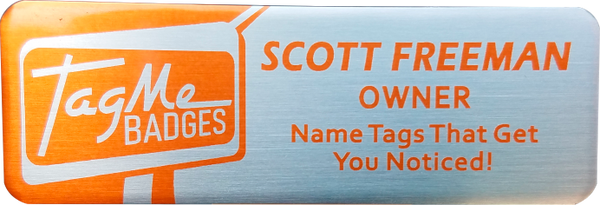 TagMe
BADGES
SCOTT FREEMAN
OWNER
Name Tags That Get
You Noticed!